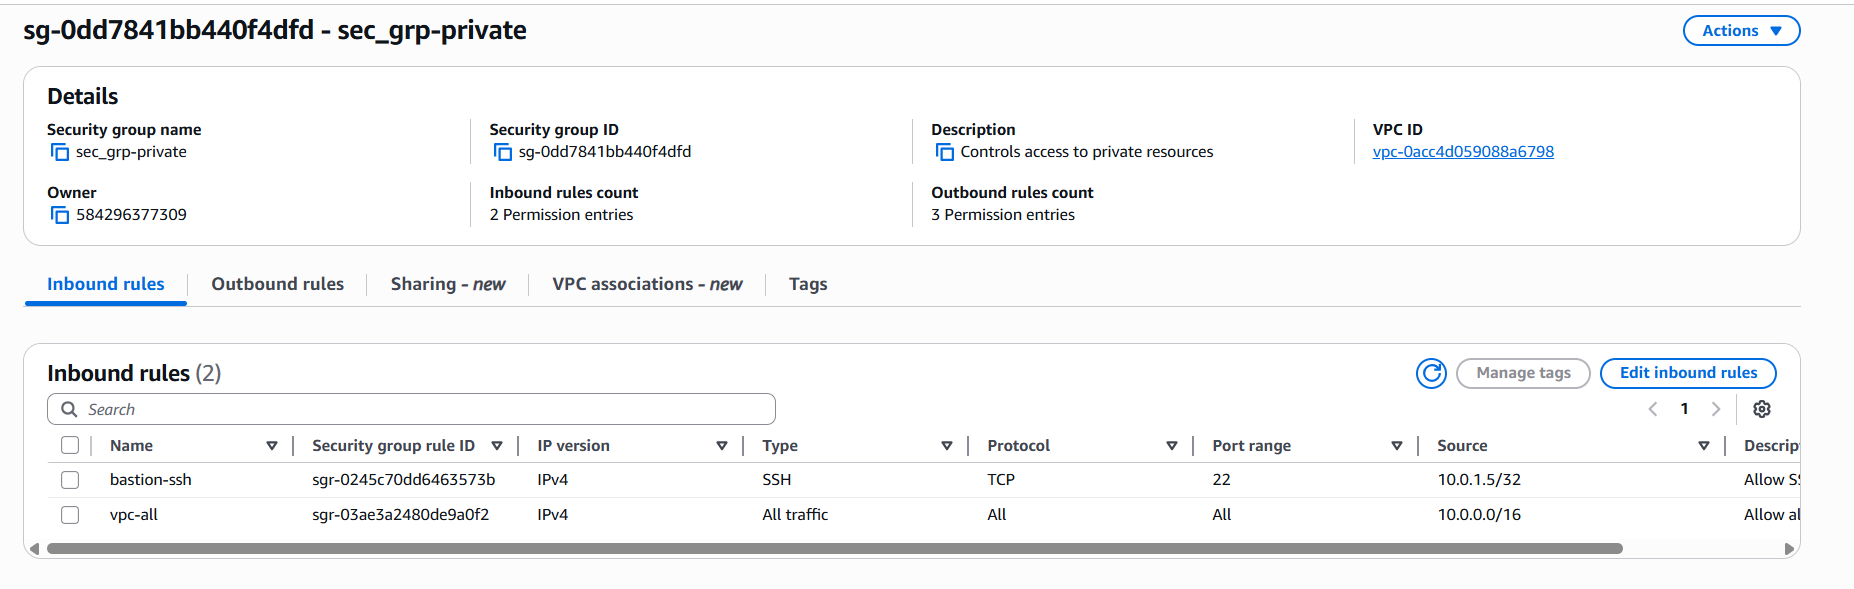 sg-0dd7841bb440f4dfd - sec_grp-private
Actions
Details
Security group name
sec_grp-private
Security group ID
sg-0dd7841bb440f4dfd
Description
Controls access to private resources
VPC ID
vpc-0acc4d059088a6798
Owner
584296377309
Inbound rules count
2 Permission entries
Outbound rules count
3 Permission entries
Inbound rules Outbound rules Sharing - new VPC associations - new Tags
Inbound rules (2)
Manage tags Edit inbound rules
Search
1
Name Security group rule ID IP version Type Protocol Port range Source Descrip
bastion-ssh sgr-0245c70dd6463573b IPv4 SSH TCP 22 10.0.1.5/32 Allow S
vpc-all sgr-03ae3a2480de9a0f2 IPv4 All traffic All All 10.0.0.0/16 Allow al